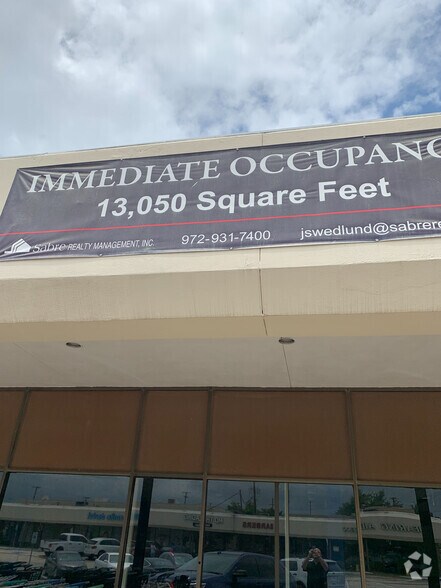 IMMEDIATE OCCUPANC
13,050 Square Feet
Sabre REALTY MANAGEMENT, INC. 972-931-7400 jswedlund@sabrere